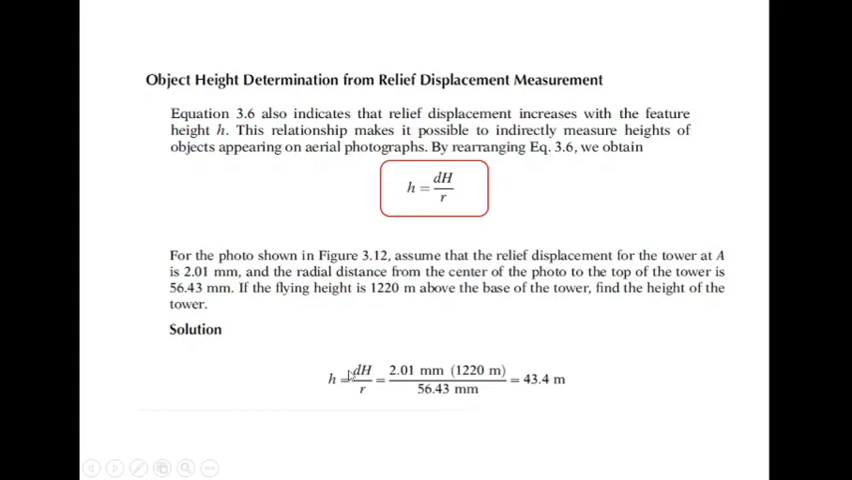 Object Height Determination from Relief Displacement Measurement
Equation 3.6 also indicates that relief displacement increases with the feature
height h. This relationship makes it possible to indirectly measure heights of
objects appearing on aerial photographs. By rearranging Eq. 3.6, we obtain
h = dH / r
For the photo shown in Figure 3.12, assume that the relief displacement for the tower at A
is 2.01 mm, and the radial distance from the center of the photo to the top of the tower is
56.43 mm. If the flying height is 1220 m above the base of the tower, find the height of the
tower.
Solution
h = dH / r = 2.01 mm (1220 m) / 56.43 mm = 43.4 m